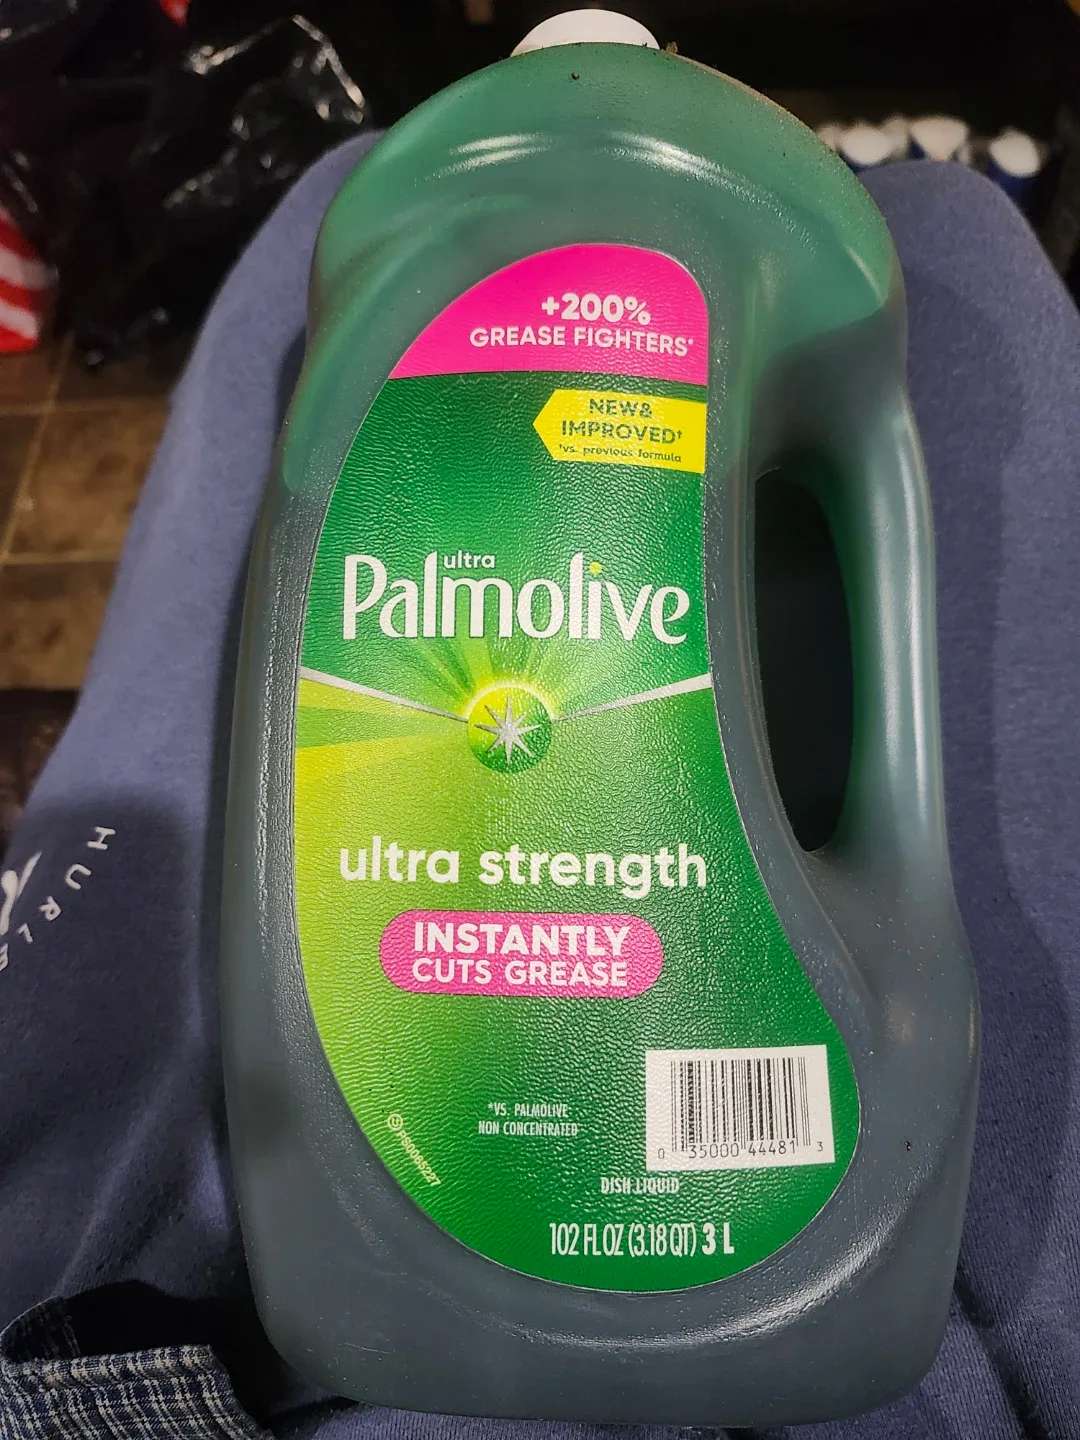 +200%
GREASE FIGHTERS*
NEW&
IMPROVED†
†vs. previous formula
ultra
Palmolive
ultra strength
INSTANTLY
CUTS GREASE
*VS. PALMOLIVE
NON CONCENTRATED
0 35000 44481 3
DISH LIQUID
102 FL OZ (3.18 QT) 3 L
HURLE